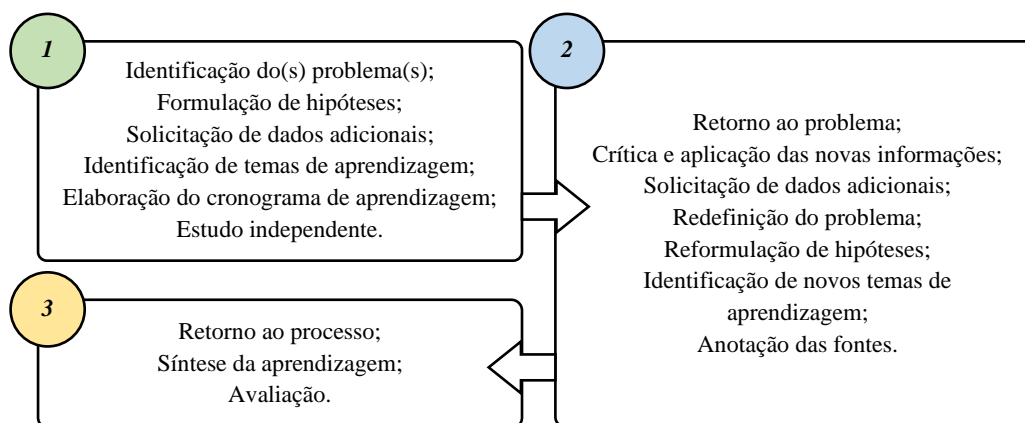 1
Identificação do(s) problema(s);
Formulação de hipóteses;
Solicitação de dados adicionais;
Identificação de temas de aprendizagem;
Elaboração do cronograma de aprendizagem;
Estudo independente.
2
Retorno ao problema;
Crítica e aplicação das novas informações;
Solicitação de dados adicionais;
Redefinição do problema;
Reformulação de hipóteses;
Identificação de novos temas de
aprendizagem;
Anotação das fontes.
3
Retorno ao processo;
Síntese da aprendizagem;
Avaliação.